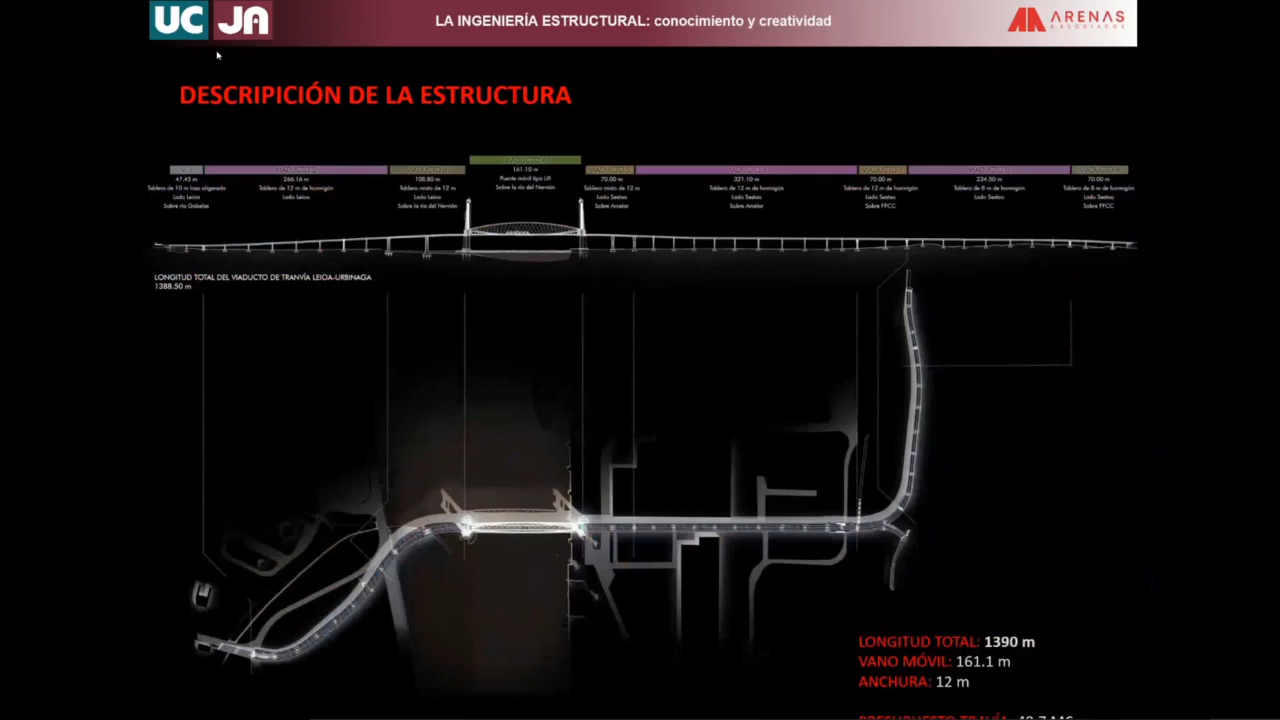 UC JA
LA INGENIERÍA ESTRUCTURAL: conocimiento y creatividad
ARENAS
& ASOCIADOS
DESCRIPICIÓN DE LA ESTRUCTURA
47.45 m
Tablero de 10 m losa aligerada
Lado Leioa
Sobre río Gobelas
266.16 m
Tablero de 12 m de hormigón
Lado Leioa
108.80 m
Tablero mixto de 12 m
Lado Leioa
Sobre la ría del Nervión
161.10 m
Puente móvil tipo Lift
Sobre la ría del Nervión
70.00 m
Tablero mixto de 12 m
Lado Sestao
Sobre Arcelor
321.10 m
Tablero de 12 m de hormigón
Lado Sestao
Sobre Arcelor
70.00 m
Tablero de 12 m de hormigón
Lado Sestao
Sobre FFCC
234.50 m
Tablero de 8 m de hormigón
Lado Sestao
70.00 m
Tablero de 8 m de hormigón
Lado Sestao
Sobre FFCC
LONGITUD TOTAL DEL VIADUCTO DE TRANVÍA LEIOA-URBINAGA
1388.50 m
LONGITUD TOTAL: 1390 m
VANO MÓVIL: 161.1 m
ANCHURA: 12 m